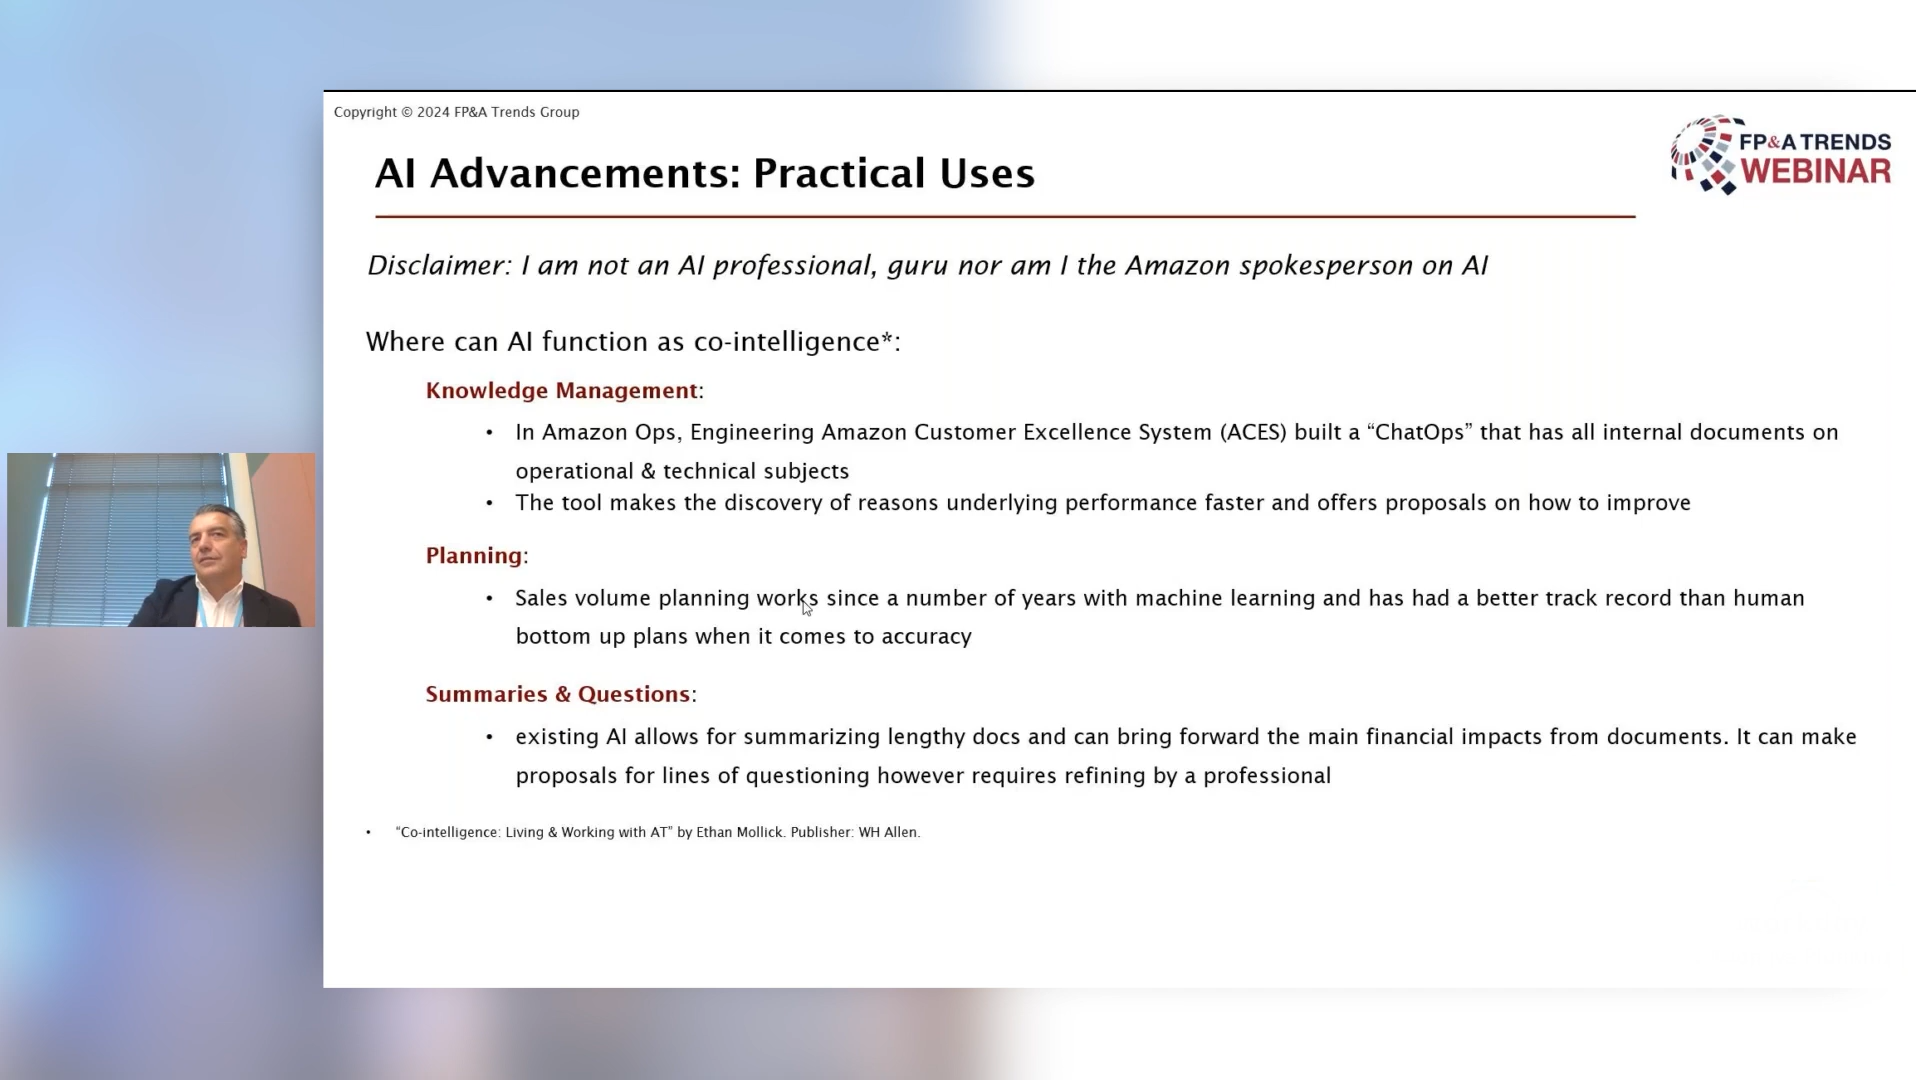 Copyright © 2024 FP&A Trends Group
FP&A TRENDS
WEBINAR
AI Advancements: Practical Uses
Disclaimer: I am not an AI professional, guru nor am I the Amazon spokesperson on AI
Where can AI function as co-intelligence*:
Knowledge Management:
• In Amazon Ops, Engineering Amazon Customer Excellence System (ACES) built a “ChatOps” that has all internal documents on
operational & technical subjects
• The tool makes the discovery of reasons underlying performance faster and offers proposals on how to improve
Planning:
• Sales volume planning works since a number of years with machine learning and has had a better track record than human
bottom up plans when it comes to accuracy
Summaries & Questions:
• existing AI allows for summarizing lengthy docs and can bring forward the main financial impacts from documents. It can make
proposals for lines of questioning however requires refining by a professional
• “Co-intelligence: Living & Working with AT” by Ethan Mollick. Publisher: WH Allen.